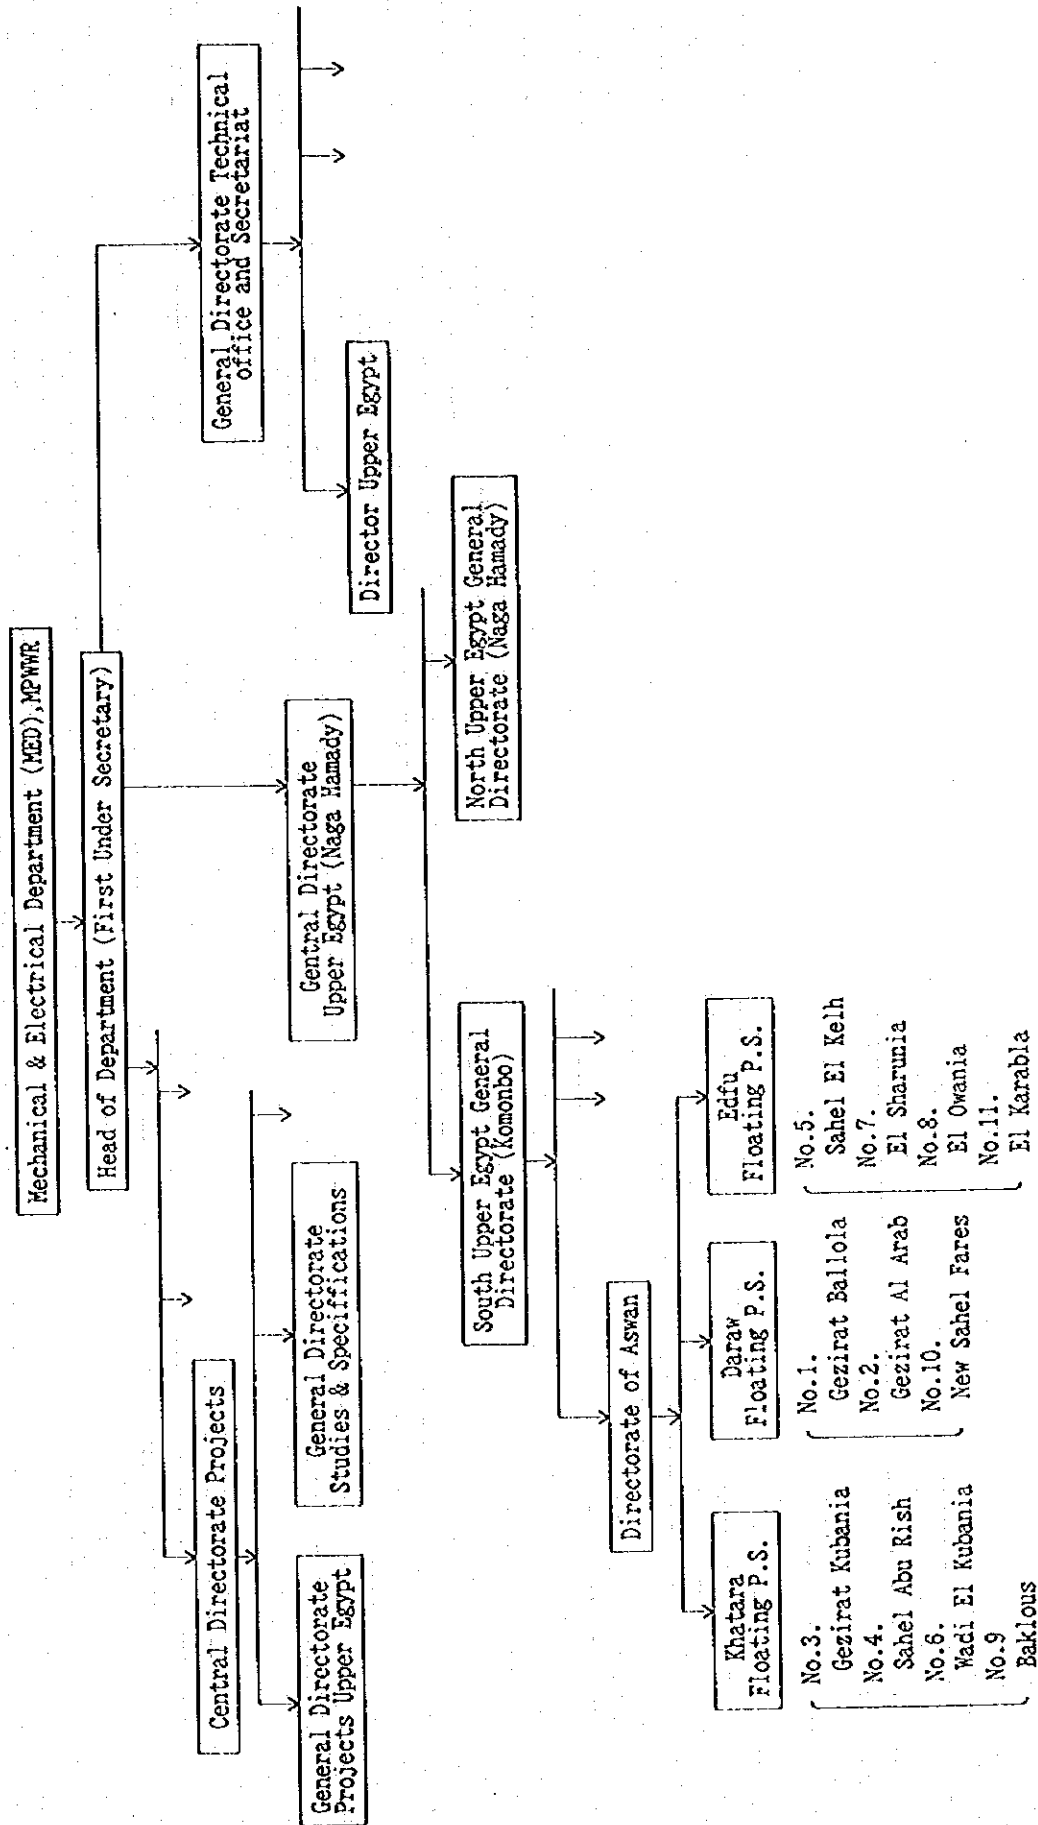 Mechanical & Electrical Department (MED),MPWWR
Head of Department (First Under Secretary)
Central Directorate Projects
General Directorate
Projects Upper Egypt
General Directorate
Studies & Speciffications
Gentral Directorate
Upper Egypt (Naga Hamady)
General Directorate Technical
office and Secretariat
Director Upper Egypt
South Upper Egypt General
Directorate (Komonbo)
North Upper Egypt General
Directorate (Naga Hamady)
Directorate of Aswan
Khatara
Floating P.S.
No.3.
Gezirat Kubania
No.4.
Sahel Abu Rish
No.6.
Wadi El Kubania
No.9
Baklous
Daraw
Floating P.S.
No.1.
Gezirat Ballola
No.2.
Gezirat Al Arab
No.10.
New Sahel Fares
Edfu
Floating P.S.
No.5.
Sahel El Kelh
No.7.
El Sharunia
No.8.
El Owania
No.11.
El Karabla